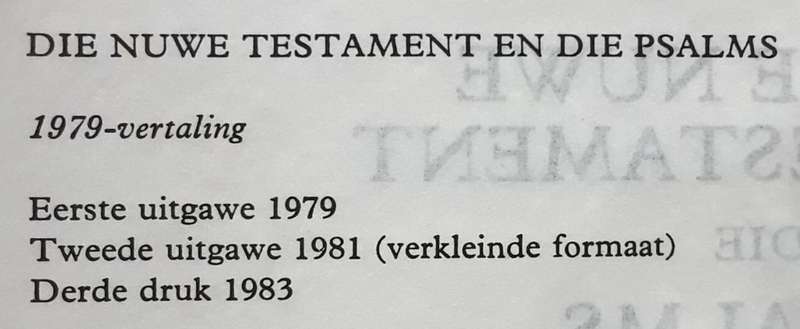 DIE NUWE TESTAMENT EN DIE PSALMS
1979-vertaling
Eerste uitgawe 1979
Tweede uitgawe 1981 (verkleinde formaat)
Derde druk 1983